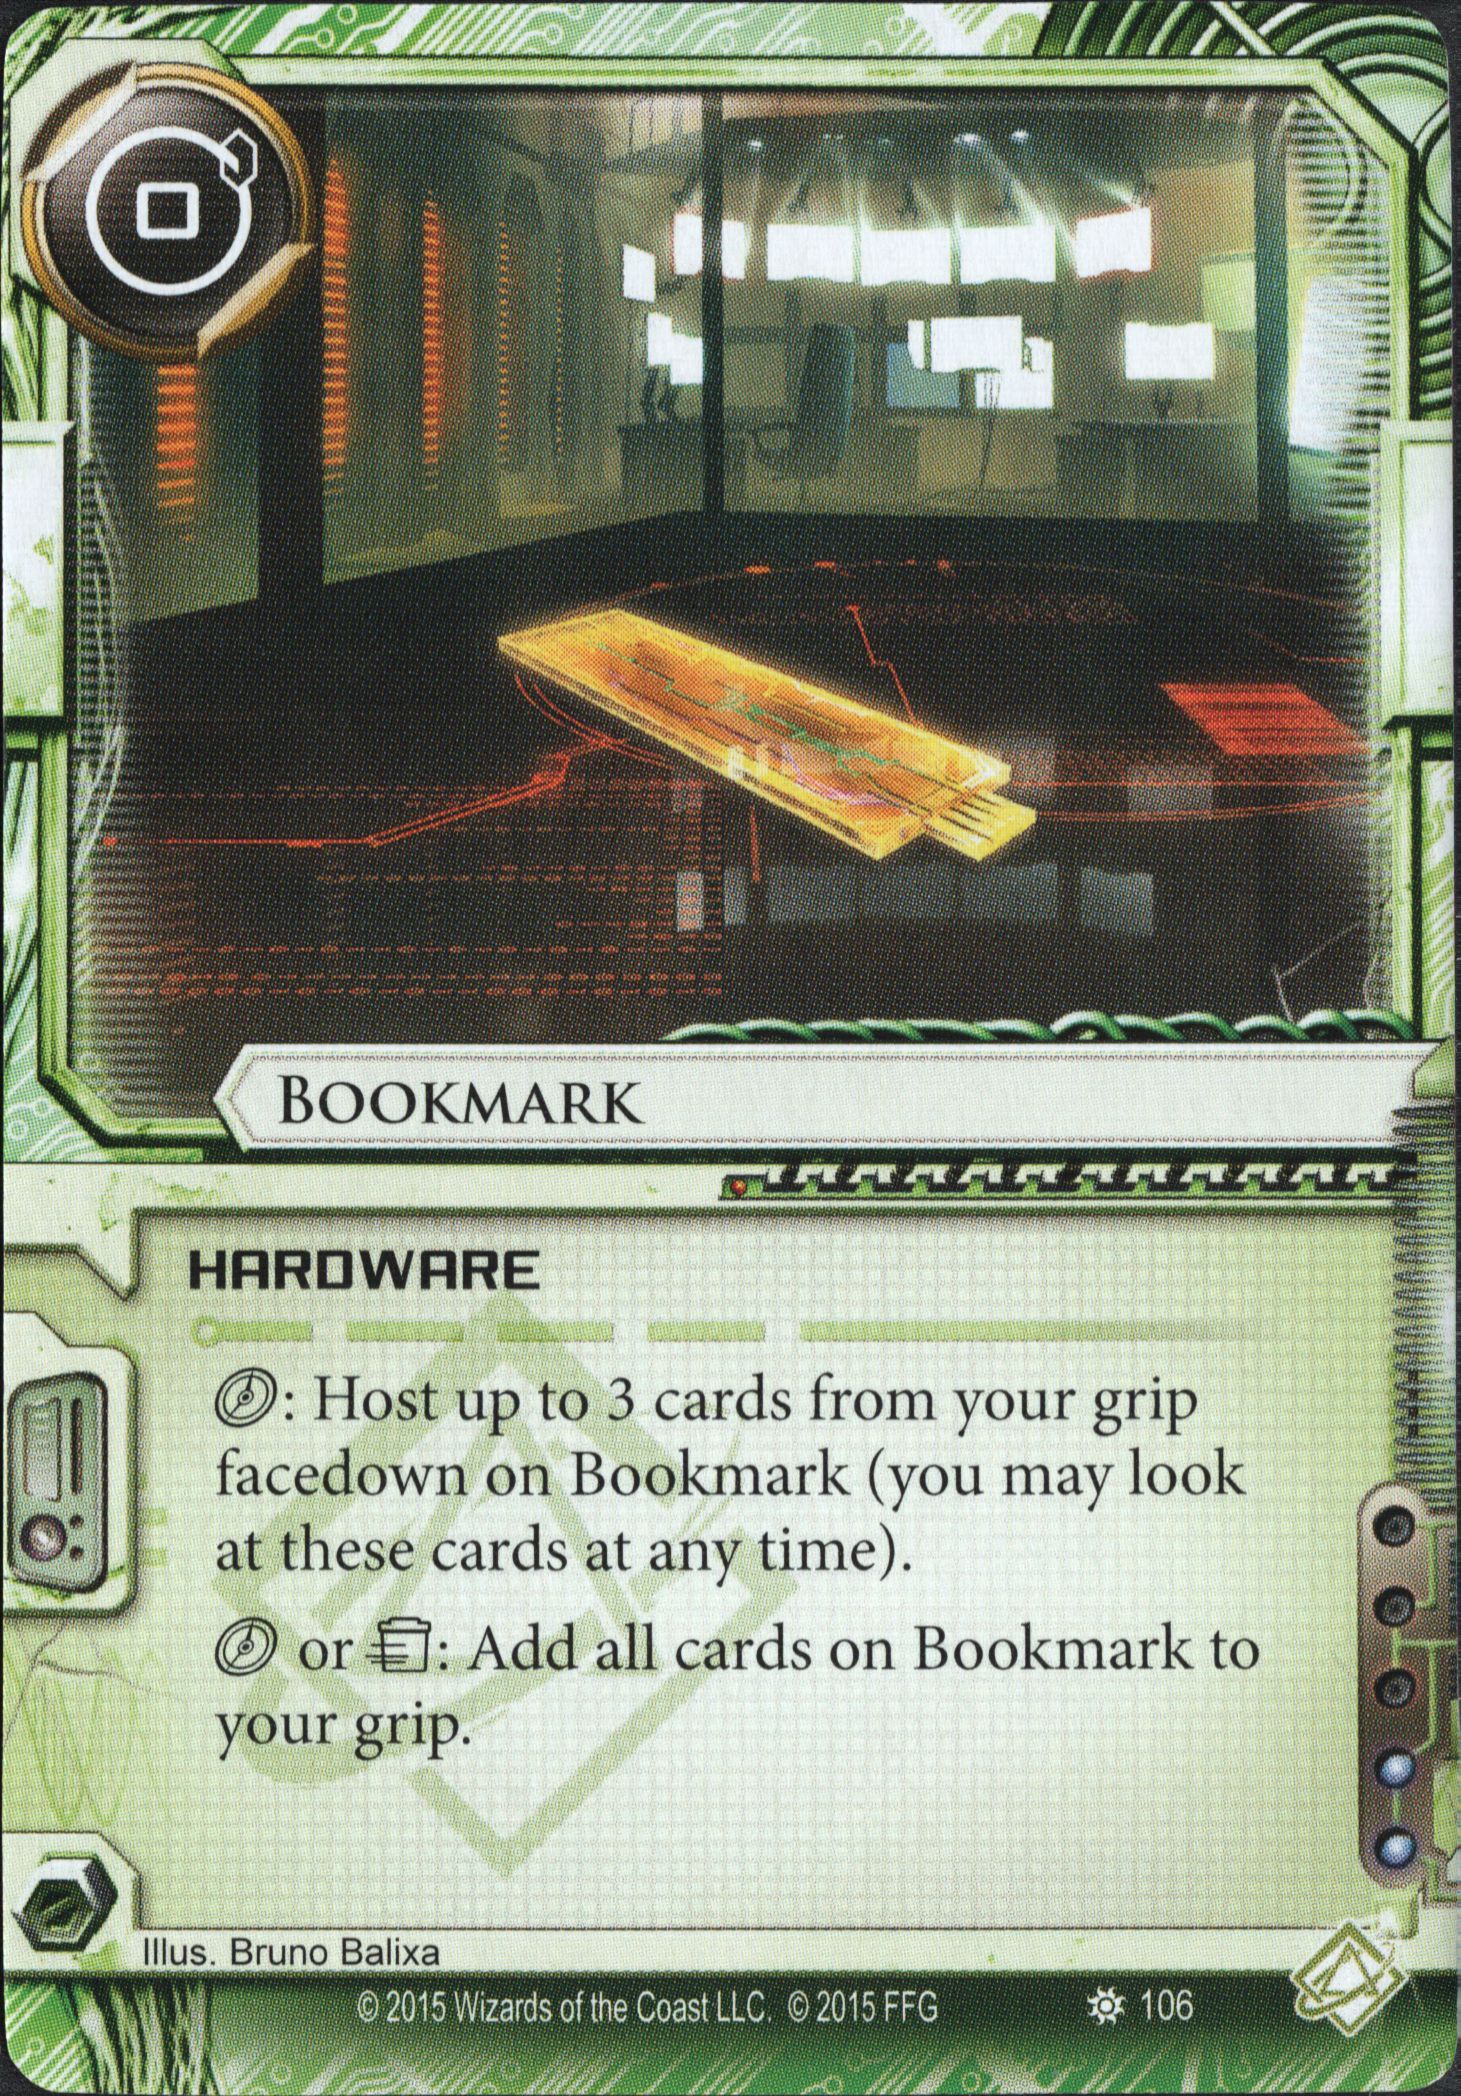 0
BOOKMARK
HARDWARE
: Host up to 3 cards from your grip
facedown on Bookmark (you may look
at these cards at any time).
or : Add all cards on Bookmark to
your grip.
Illus. Bruno Balixa
© 2015 Wizards of the Coast LLC. © 2015 FFG
106